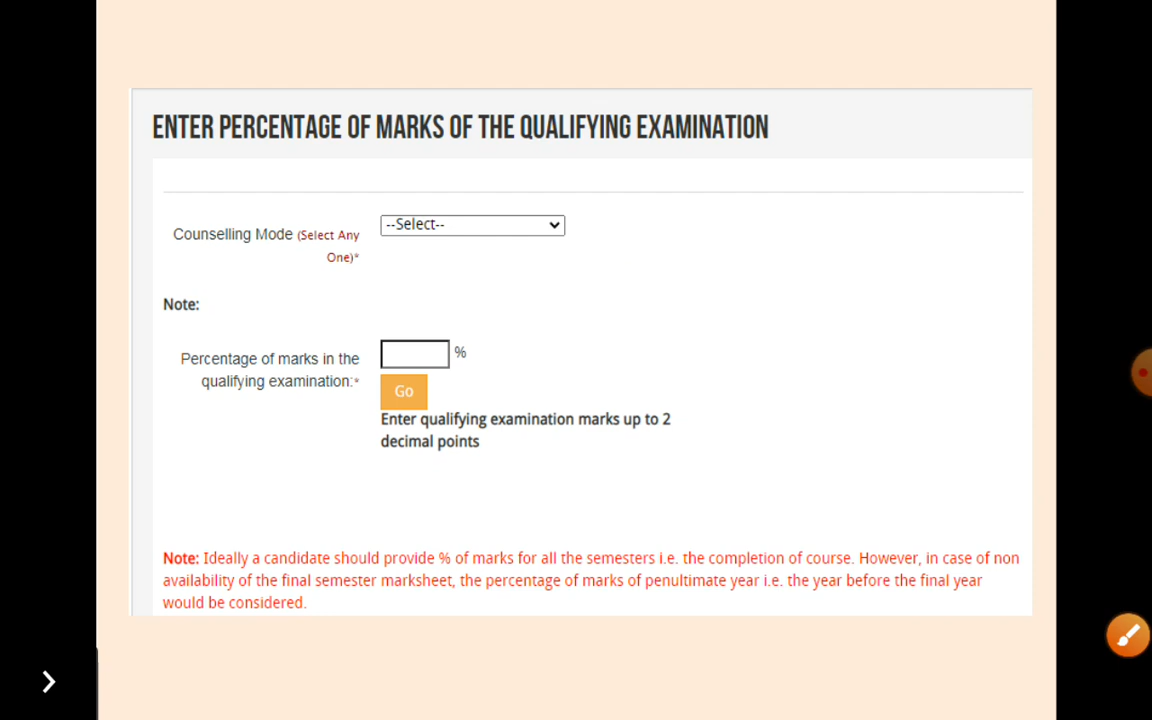 ENTER PERCENTAGE OF MARKS OF THE QUALIFYING EXAMINATION
Counselling Mode (Select Any
One)*
--Select--
Note:
Percentage of marks in the
qualifying examination:*
%
Go
Enter qualifying examination marks up to 2
decimal points
Note: Ideally a candidate should provide % of marks for all the semesters i.e. the completion of course. However, in case of non
availability of the final semester marksheet, the percentage of marks of penultimate year i.e. the year before the final year
would be considered.